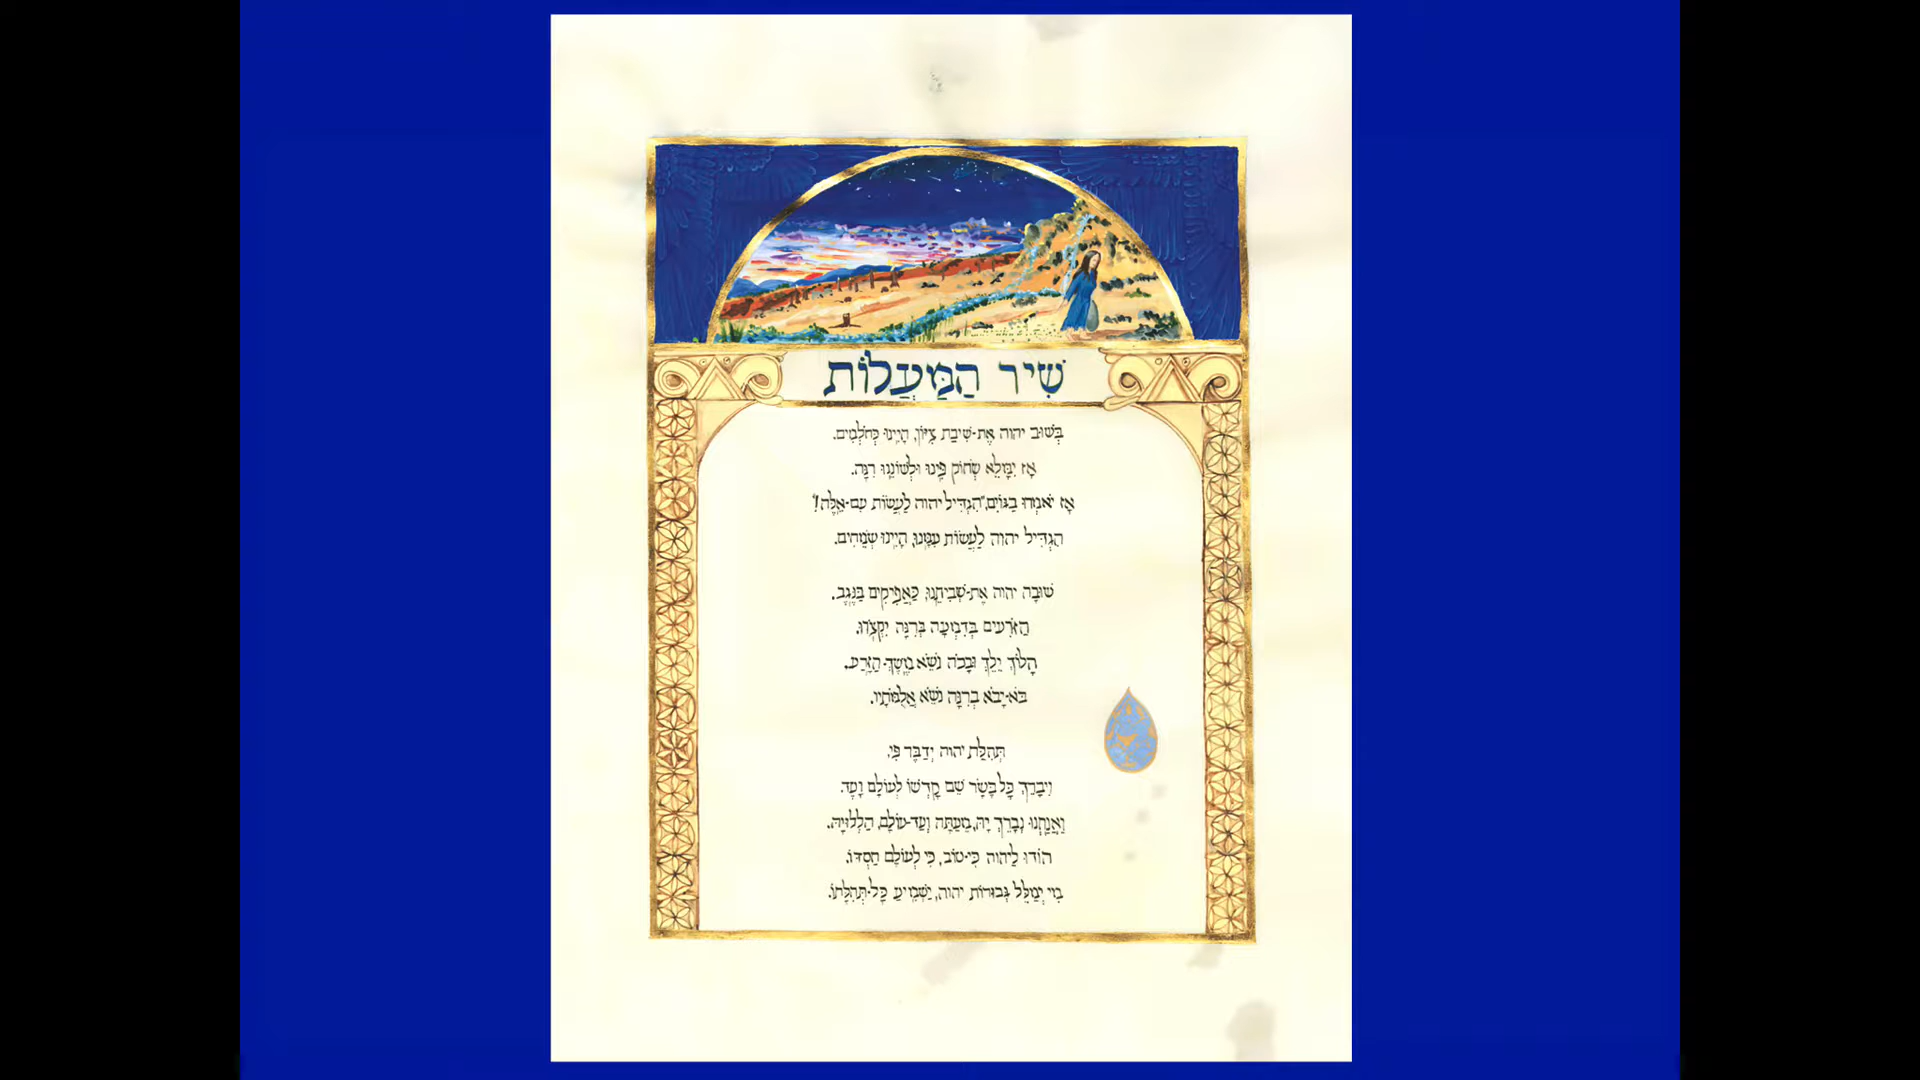 שִׁיר הַמַּעֲלוֹת
בְּשׁוּב יהוה אֶת־שִׁיבַת צִיּוֹן, הָיִינוּ כְּחֹלְמִים.
אָז יִמָּלֵא שְׂחוֹק פִּינוּ וּלְשׁוֹנֵנוּ רִנָּה.
אָז יֹאמְרוּ בַגּוֹיִם, "הִגְדִּיל יהוה לַעֲשׂוֹת עִם־אֵלֶּה!"
הִגְדִּיל יהוה לַעֲשׂוֹת עִמָּנוּ, הָיִינוּ שְׂמֵחִים.
שׁוּבָה יהוה אֶת־שְׁבִיתֵנוּ, כַּאֲפִיקִים בַּנֶּגֶב.
הַזֹּרְעִים בְּדִמְעָה בְּרִנָּה יִקְצֹרוּ.
הָלוֹךְ יֵלֵךְ וּבָכֹה נֹשֵׂא מֶשֶׁךְ־הַזָּרַע.
בֹּא־יָבֹא בְרִנָּה נֹשֵׂא אֲלֻמֹּתָיו.
תְּהִלַּת יהוה יְדַבֶּר פִּי,
וִיבָרֵךְ כָּל־בָּשָׂר שֵׁם קָדְשׁוֹ לְעוֹלָם וָעֶד.
וַאֲנַחְנוּ נְבָרֵךְ יָהּ, מֵעַתָּה וְעַד־עוֹלָם, הַלְלוּיָהּ.
הוֹדוּ לַיהוה כִּי־טוֹב, כִּי לְעוֹלָם חַסְדּוֹ.
מִי יְמַלֵּל גְּבוּרוֹת יהוה, יַשְׁמִיעַ כָּל־תְּהִלָּתוֹ.